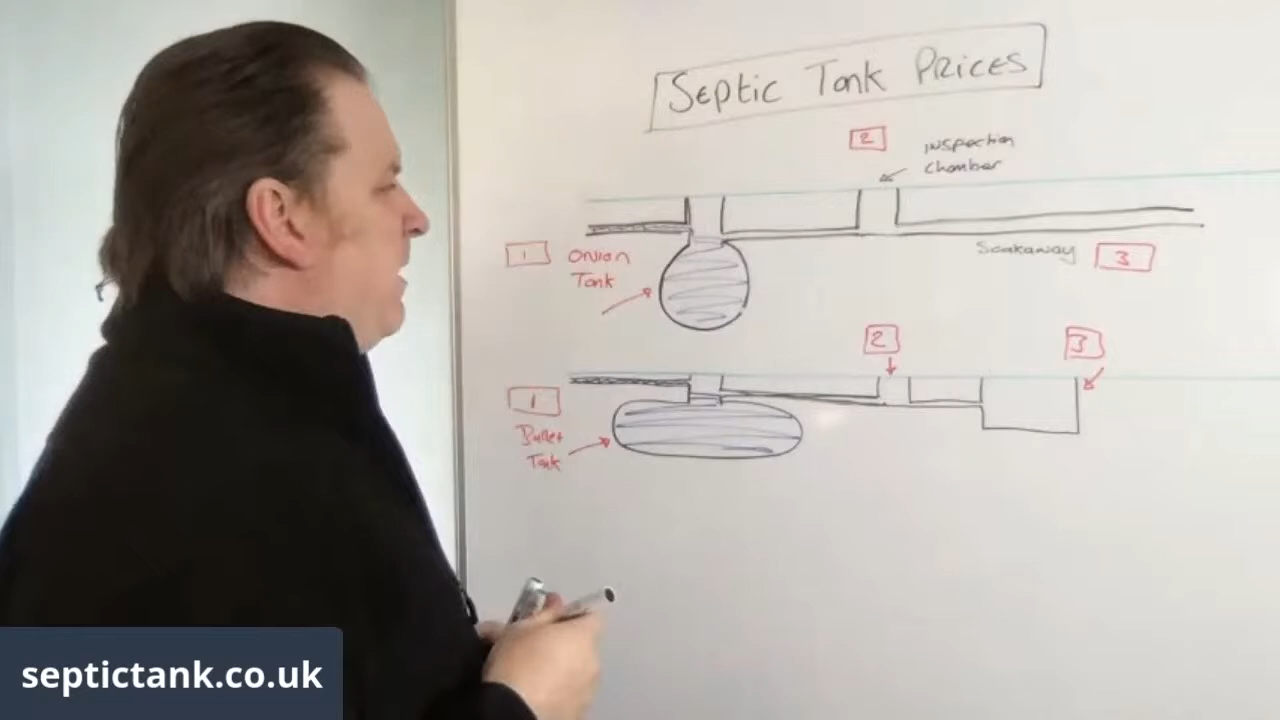 Septic Tank Prices
2
inspection
chamber
1
Onion
Tank
Soakaway
3
2
3
1
Bullet
Tank
septictank.co.uk